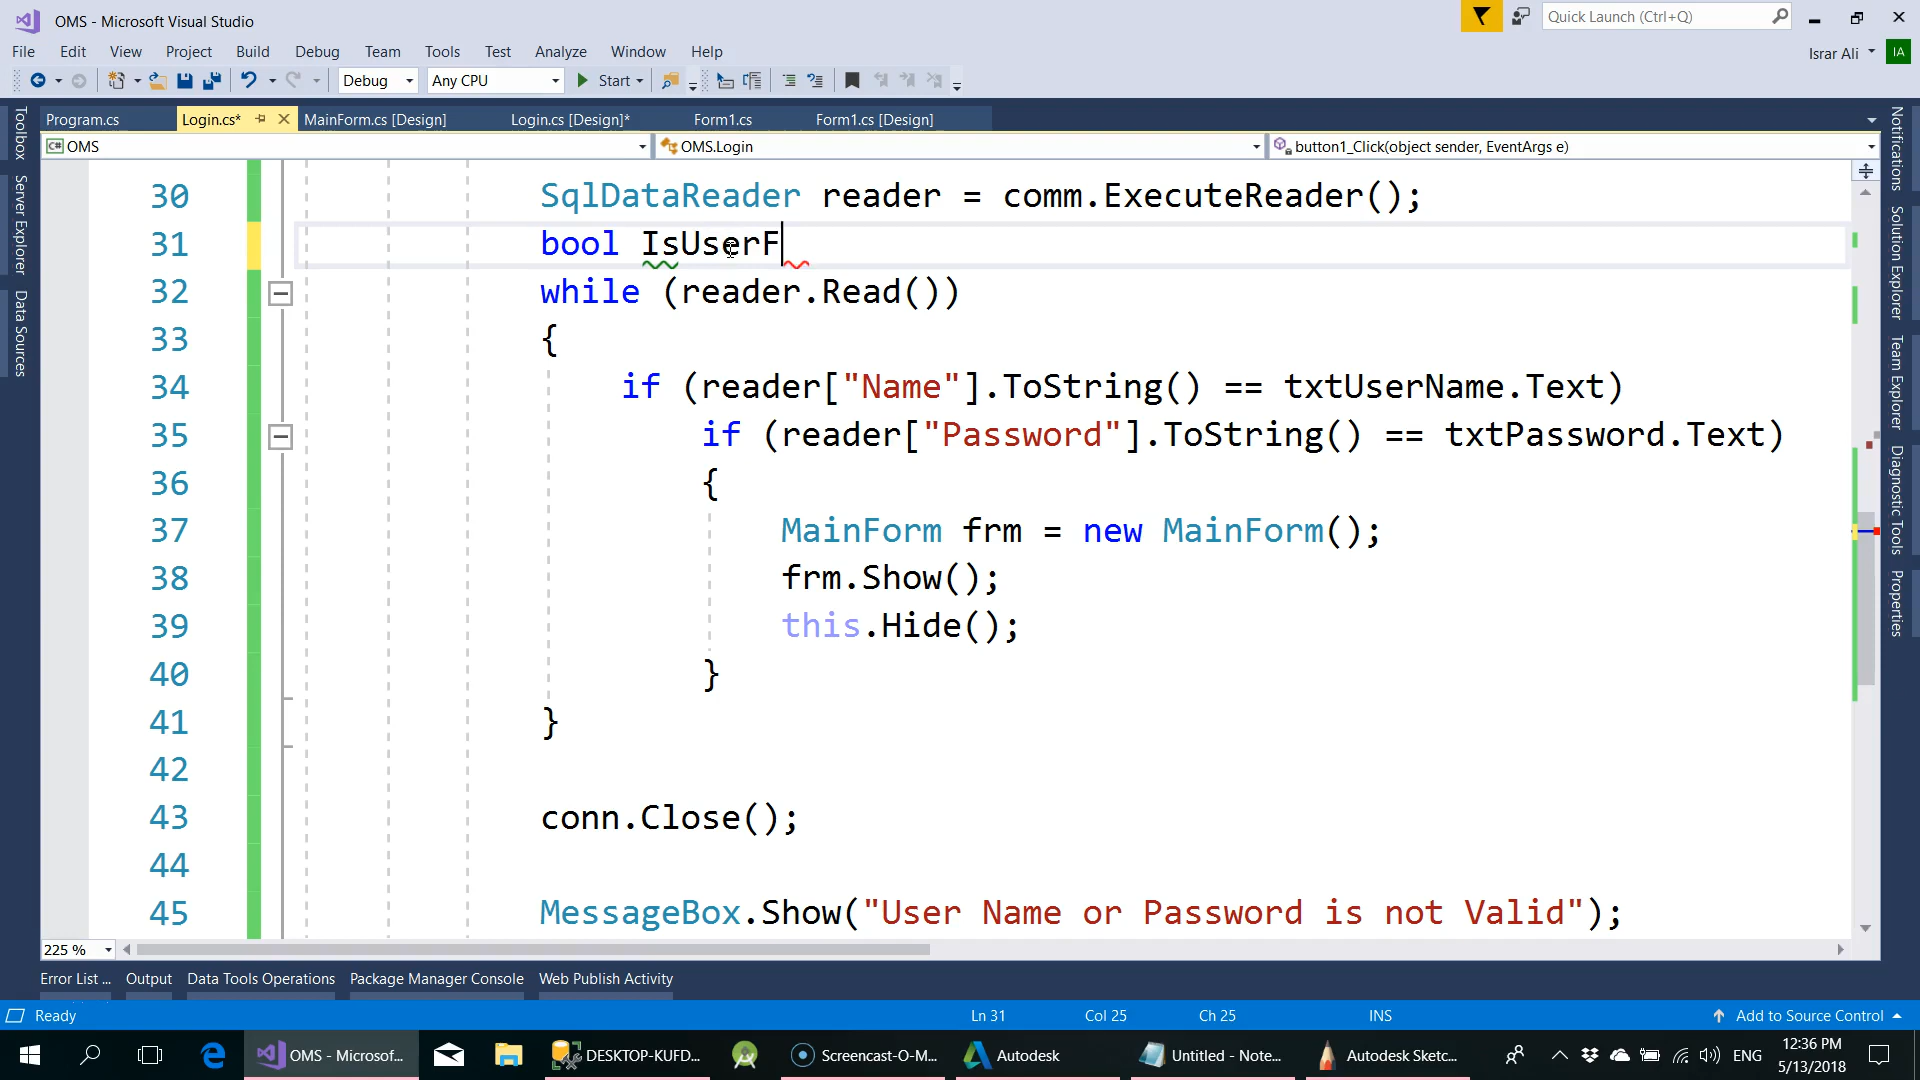 OMS - Microsoft Visual Studio
Quick Launch (Ctrl+Q)
File Edit View Project Build Debug Team Tools Test Analyze Window Help
Israr Ali IA
Debug Any CPU Start
Program.cs Login.cs* MainForm.cs [Design] Login.cs [Design]* Form1.cs Form1.cs [Design]
C# OMS OMS.Login button1_Click(object sender, EventArgs e)
Toolbox
Server Explorer
Data Sources
30 SqlDataReader reader = comm.ExecuteReader();
31 bool IsUserF
32 while (reader.Read())
33 {
34 if (reader["Name"].ToString() == txtUserName.Text)
35 if (reader["Password"].ToString() == txtPassword.Text)
36 {
37 MainForm frm = new MainForm();
38 frm.Show();
39 this.Hide();
40 }
41 }
42
43 conn.Close();
44
45 MessageBox.Show("User Name or Password is not Valid");
Notifications
Solution Explorer
Team Explorer
Diagnostic Tools
Properties
225 %
Error List ... Output Data Tools Operations Package Manager Console Web Publish Activity
Ready Ln 31 Col 25 Ch 25 INS Add to Source Control
OMS - Microsof... DESKTOP-KUFD... Screencast-O-M... Autodesk Untitled - Note... Autodesk Sketc... ENG 12:36 PM
5/13/2018